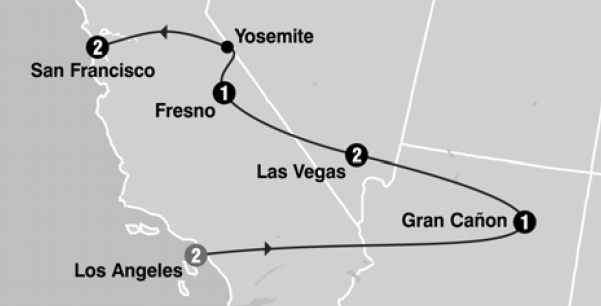 Yosemite
2
San Francisco
1
Fresno
2
Las Vegas
Gran Cañon
1
2
Los Angeles